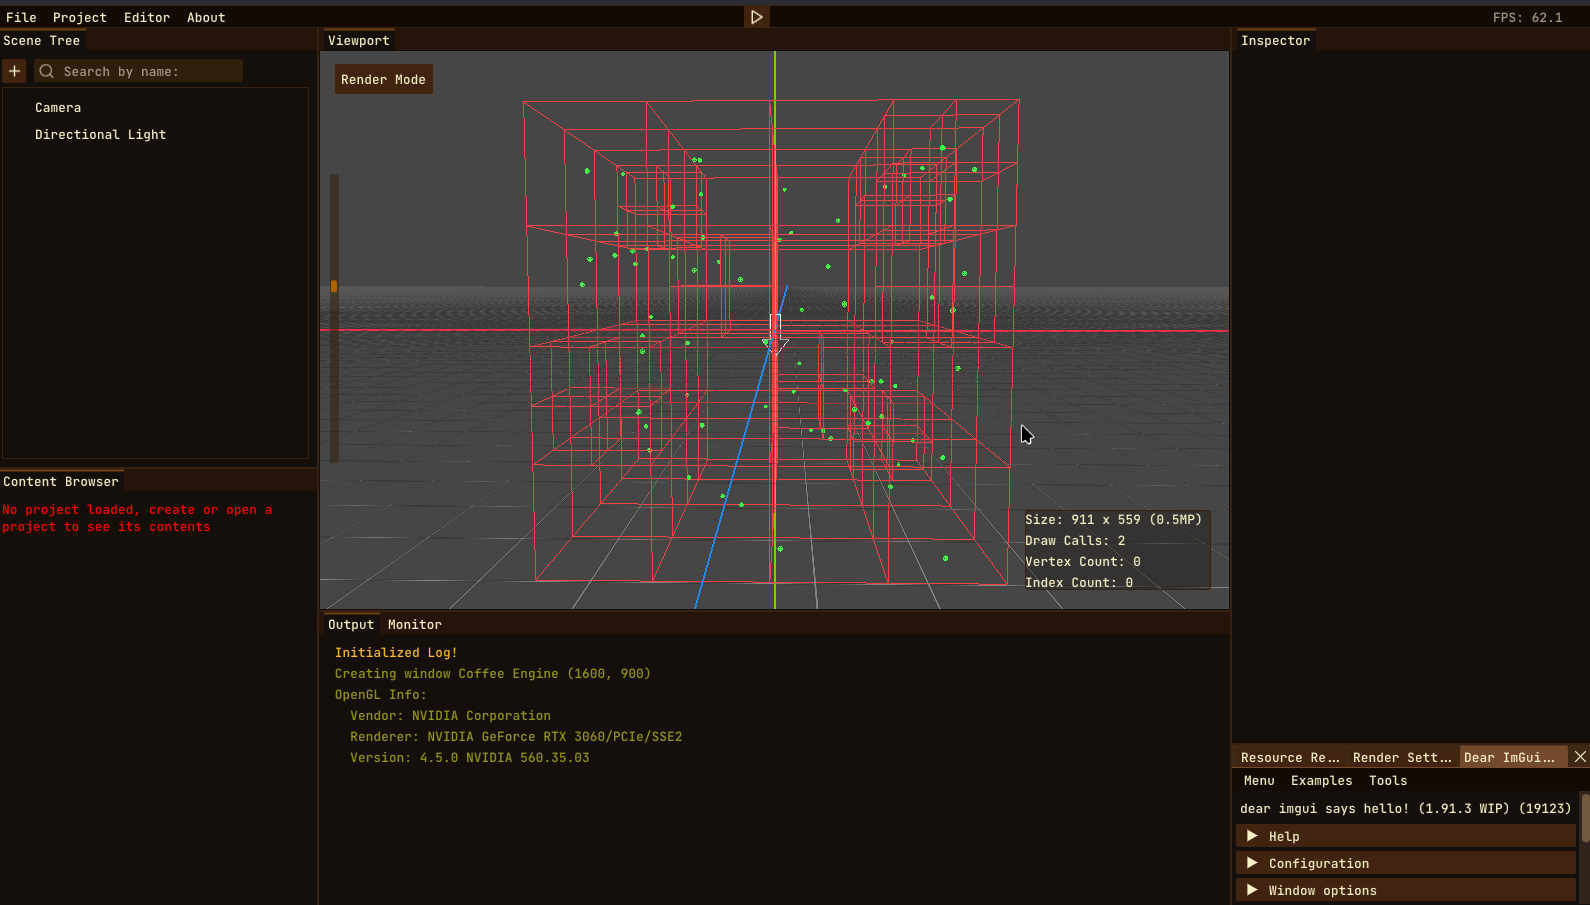 File Project Editor About
FPS: 62.1
Scene Tree
Search by name:
Camera
Directional Light
Content Browser
No project loaded, create or open a
project to see its contents
Viewport
Render Mode
Size: 911 x 559 (0.5MP)
Draw Calls: 2
Vertex Count: 0
Index Count: 0
Output Monitor
Initialized Log!
Creating window Coffee Engine (1600, 900)
OpenGL Info:
Vendor: NVIDIA Corporation
Renderer: NVIDIA GeForce RTX 3060/PCIe/SSE2
Version: 4.5.0 NVIDIA 560.35.03
Inspector
Resource Re... Render Sett... Dear ImGui...
Menu Examples Tools
dear imgui says hello! (1.91.3 WIP) (19123)
Help
Configuration
Window options